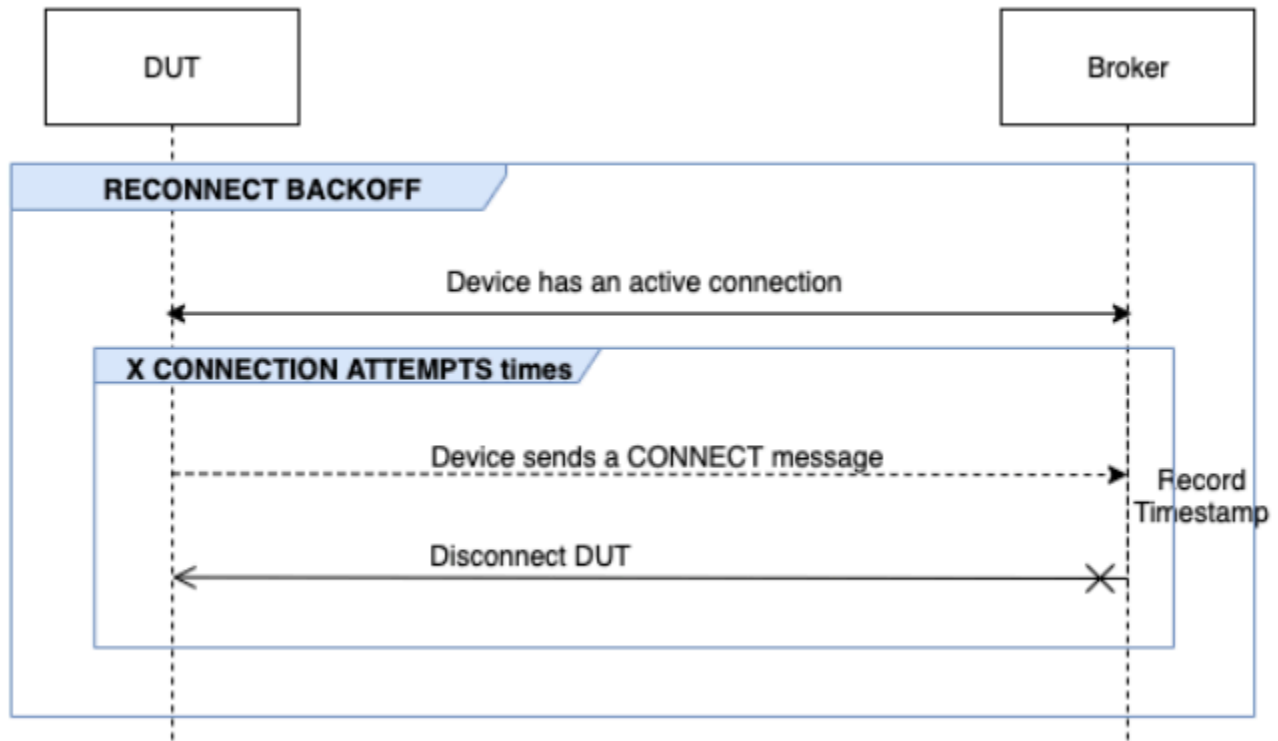 DUT
Broker
RECONNECT BACKOFF
Device has an active connection
X CONNECTION ATTEMPTS times
Device sends a CONNECT message
Record
Timestamp
Disconnect DUT